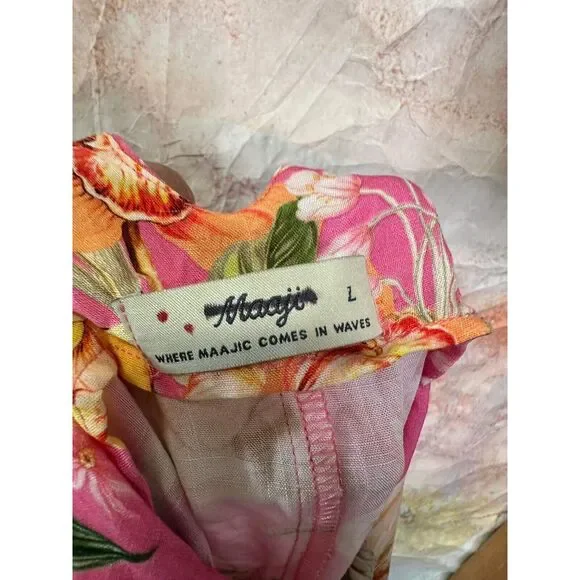 Maaji L
WHERE MAAJIC COMES IN WAVES